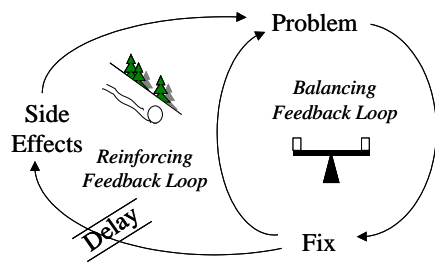 Problem
Balancing
Feedback Loop
Side
Effects
Reinforcing
Feedback Loop
Delay
Fix